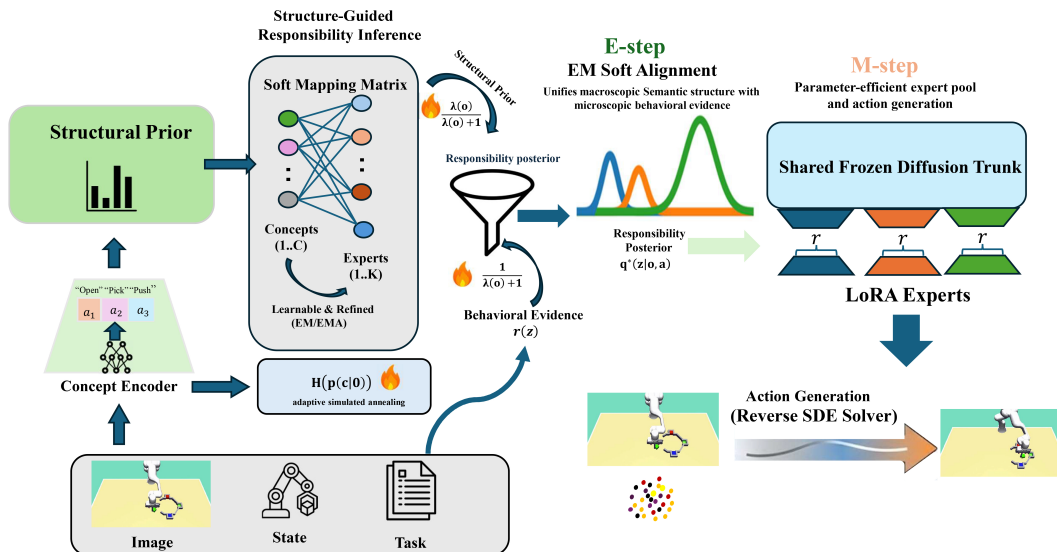 Structure-Guided
Responsibility Inference
Structural Prior
"Open" "Pick" "Push"
a₁ a₂ a₃
Concept Encoder
Soft Mapping Matrix
Concepts
(1..C)
Experts
(1..K)
Learnable & Refined
(EM/EMA)
H(p(c|0))
adaptive simulated annealing
Image
State
Task
Structural Prior
λ(o)
λ(o)+1
Responsibility posterior
1
λ(o)+1
Behavioral Evidence
r(z)
E-step
EM Soft Alignment
Unifies macroscopic Semantic structure with
microscopic behavioral evidence
Responsibility
Posterior
q*(z|o,a)
M-step
Parameter-efficient expert pool
and action generation
Shared Frozen Diffusion Trunk
r r r
LoRA Experts
Action Generation
(Reverse SDE Solver)